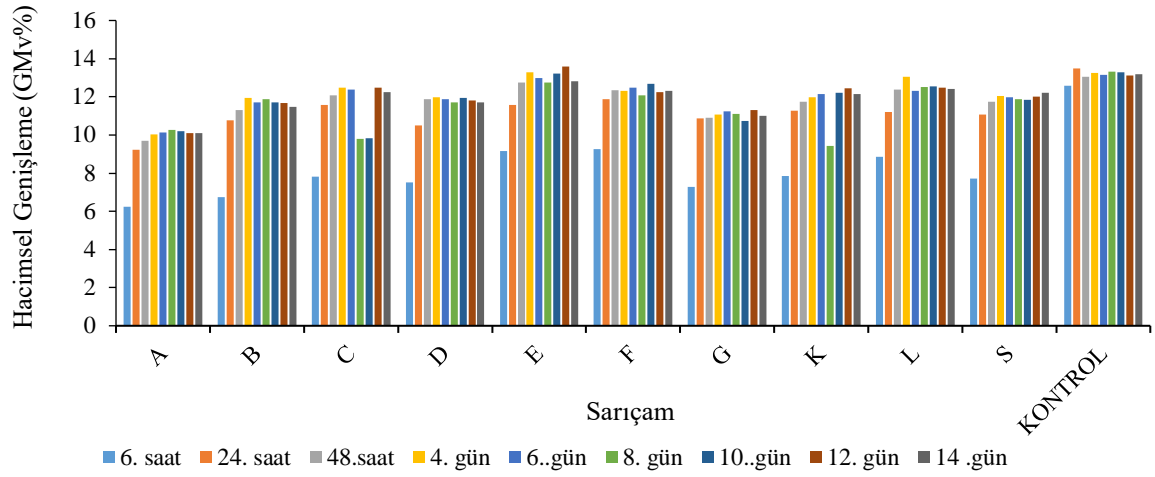 Hacimsel Genişleme (GMv%)
16
14
12
10
8
6
4
2
0
A
B
C
D
E
F
G
K
L
S
KONTROL
Sarıçam
6. saat 24. saat 48.saat 4. gün 6..gün 8. gün 10..gün 12. gün 14 .gün